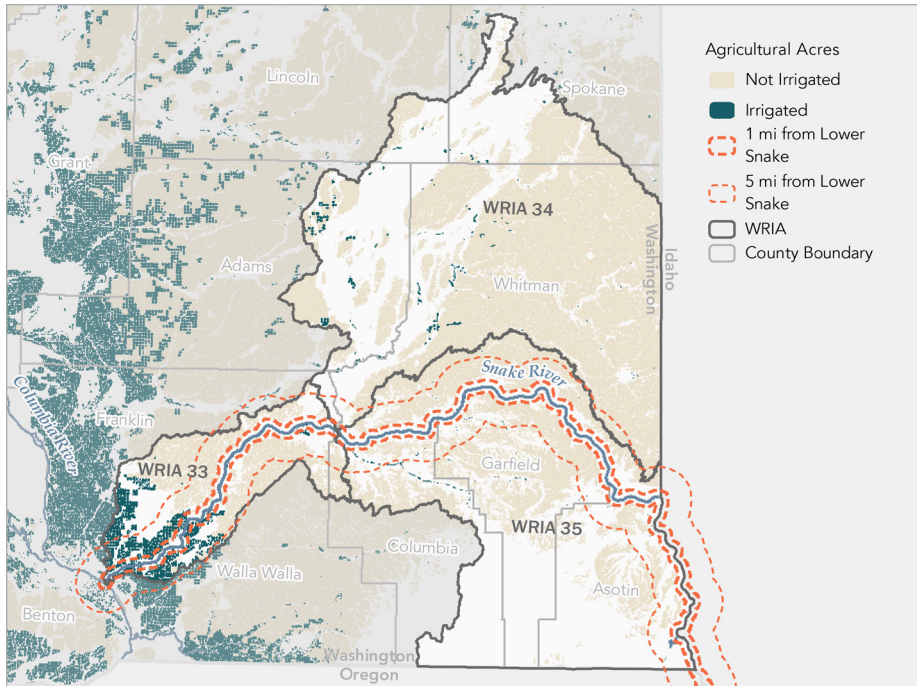 Lincoln
Spokane
Grant
WRIA 34
Adams
Whitman
Washington
Idaho
Snake River
Columbia River
Franklin
WRIA 33
Garfield
WRIA 35
Columbia
Walla Walla
Asotin
Benton
Washington
Oregon
Agricultural Acres
Not Irrigated
Irrigated
1 mi from Lower
Snake
5 mi from Lower
Snake
WRIA
County Boundary